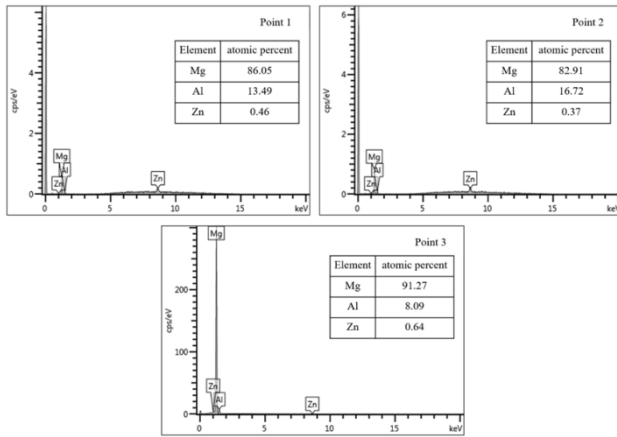 Point 1
Element atomic percent
Mg 86.05
Al 13.49
Zn 0.46
cps/eV
4
2
0
Mg
Al
Zn
Zn
0 5 10 15 keV
Point 2
Element atomic percent
Mg 82.91
Al 16.72
Zn 0.37
cps/eV
6
4
2
0
Mg
Al
Zn
Zn
0 5 10 15 keV
Point 3
Element atomic percent
Mg 91.27
Al 8.09
Zn 0.64
cps/eV
200
100
0
Mg
Zn
Al
Zn
0 5 10 15 keV